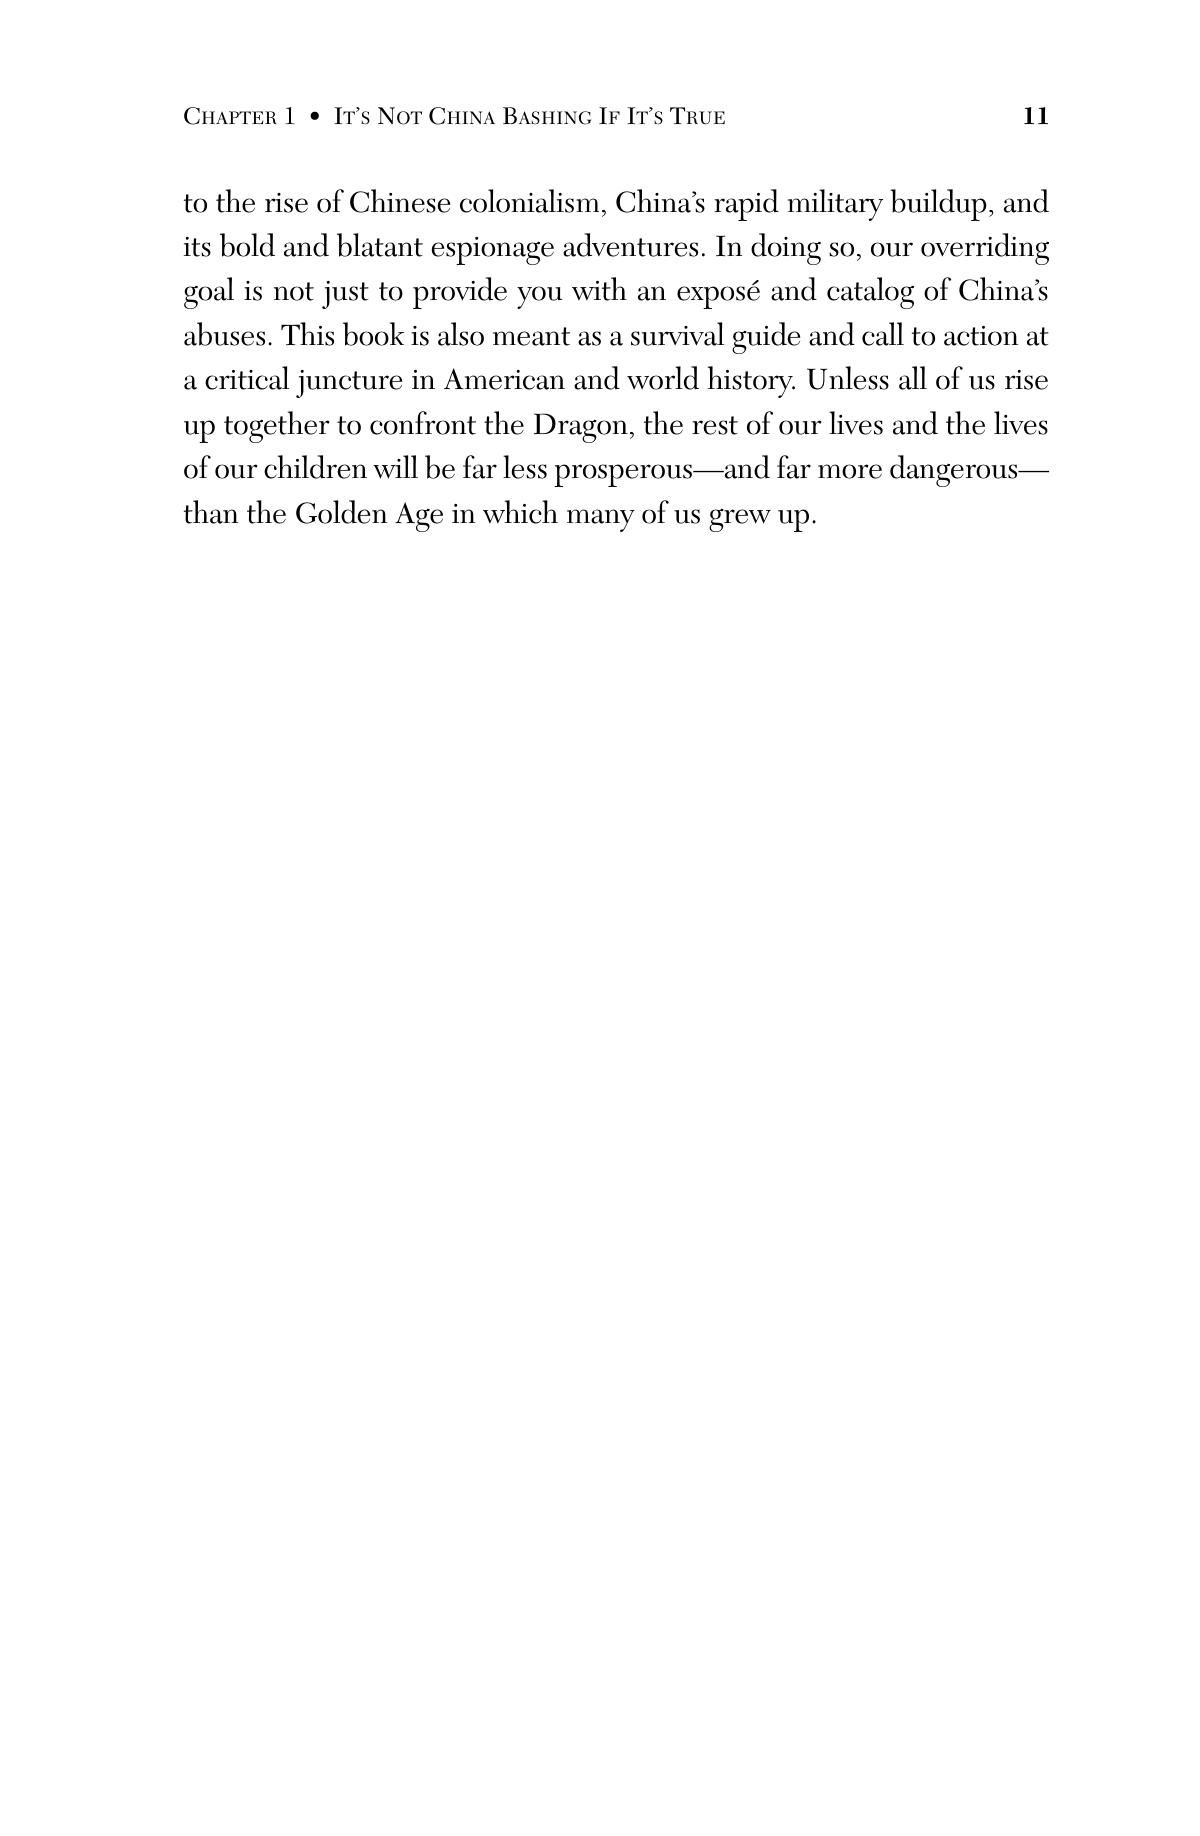 CHAPTER 1 • IT’S NOT CHINA BASHING IF IT’S TRUE 11
to the rise of Chinese colonialism, China’s rapid military buildup, and
its bold and blatant espionage adventures. In doing so, our overriding
goal is not just to provide you with an exposé and catalog of China’s
abuses. This book is also meant as a survival guide and call to action at
a critical juncture in American and world history. Unless all of us rise
up together to confront the Dragon, the rest of our lives and the lives
of our children will be far less prosperous—and far more dangerous—
than the Golden Age in which many of us grew up.